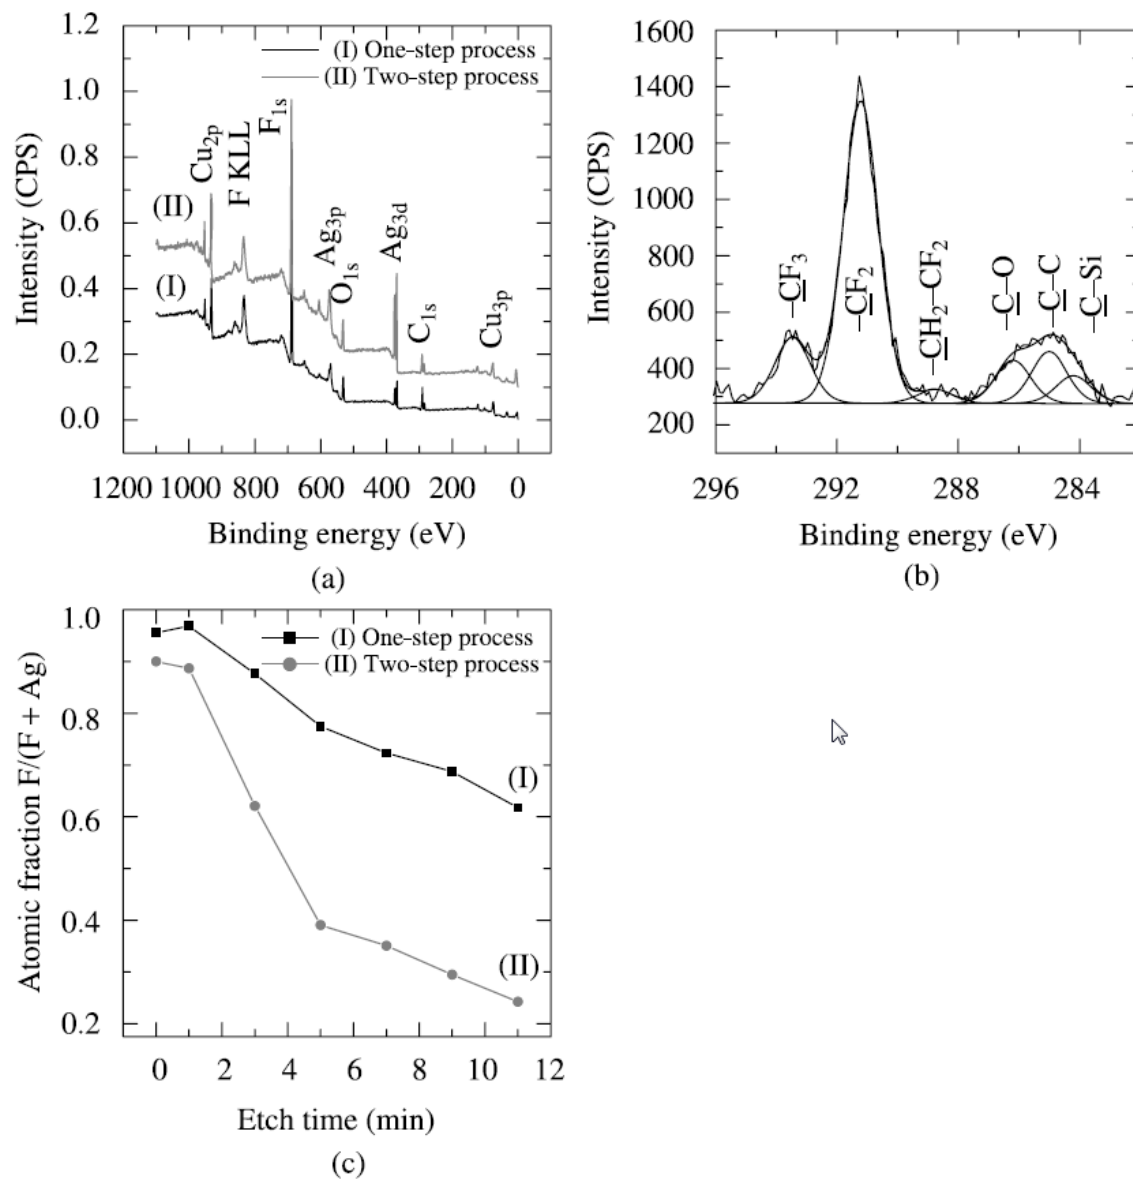 1.2
1.0
0.8
0.6
0.4
0.2
0.0
Intensity (CPS)
(I) One-step process
(II) Two-step process
Cu2p
F KLL
F1s
Ag3p
O1s
Ag3d
C1s
Cu3p
(II)
(I)
1200 1000 800 600 400 200 0
Binding energy (eV)
(a)
1600
1400
1200
1000
800
600
400
200
Intensity (CPS)
–CF3
–CF2
–CH2–CF2
C–O
C–C
C–Si
296 292 288 284
Binding energy (eV)
(b)
1.0
0.8
0.6
0.4
0.2
Atomic fraction F/(F + Ag)
(I) One-step process
(II) Two-step process
(I)
(II)
0 2 4 6 8 10 12
Etch time (min)
(c)